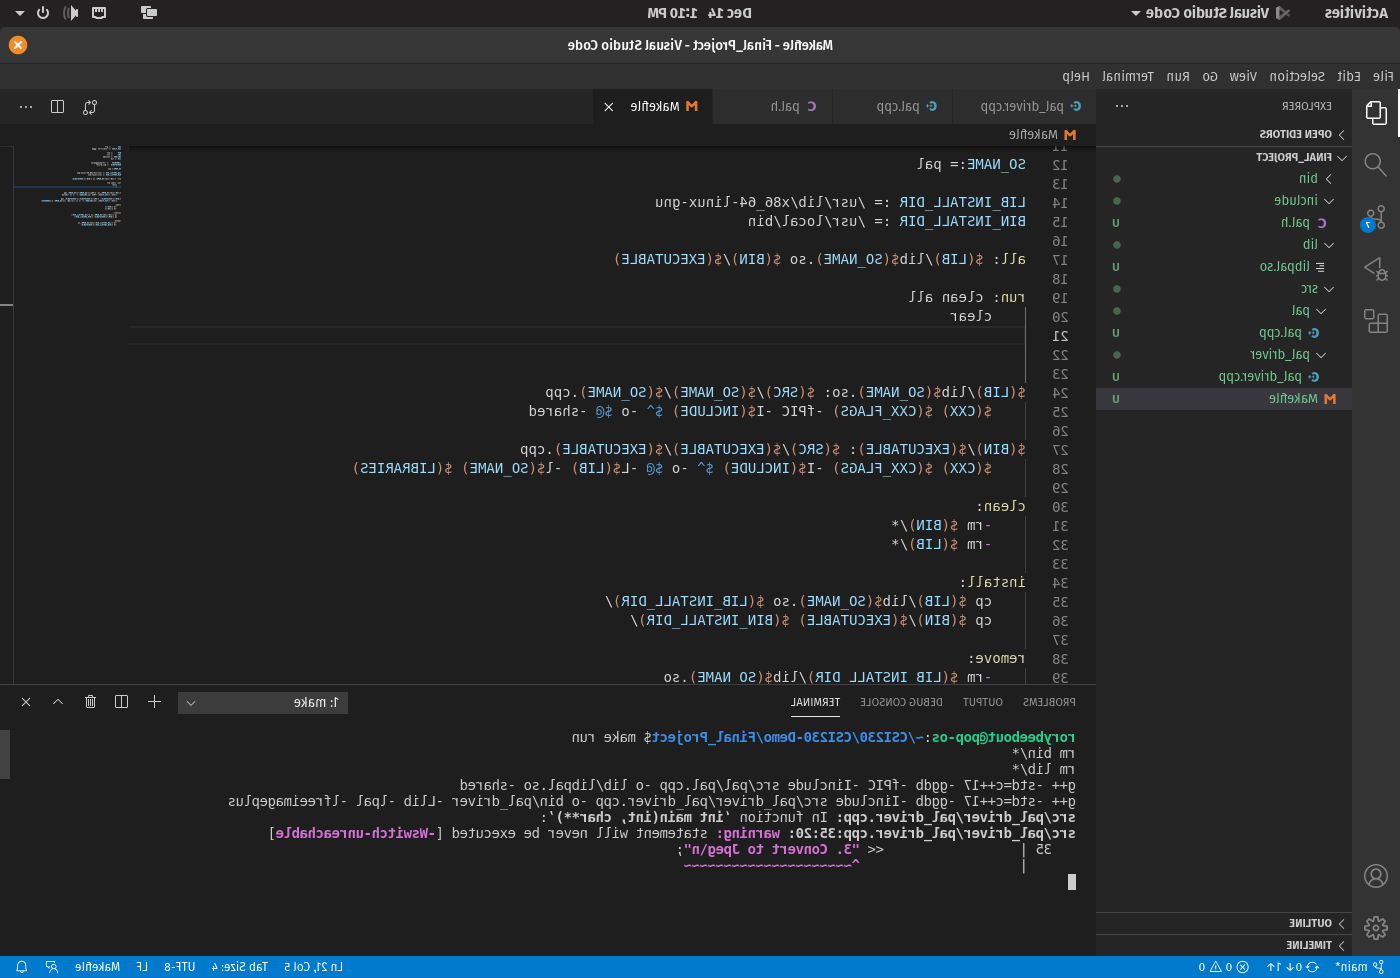 Activities
Visual Studio Code
Dec 14 1:10 PM
Makefile - Final_Project - Visual Studio Code
File Edit Selection View Go Run Terminal Help
EXPLORER
OPEN EDITORS
FINAL_PROJECT
bin
include
C pal.h U
lib
libpal.so U
src
pal
pal.cpp U
pal_driver
pal_driver.cpp U
M Makefile U
OUTLINE
TIMELINE
7
pal_driver.cpp
pal.cpp
C pal.h
M Makefile
M Makefile
11
12 SO_NAME:= pal
13
14 LIB_INSTALL_DIR := /usr/lib/x86_64-linux-gnu
15 BIN_INSTALL_DIR := /usr/local/bin
16
17 all: $(LIB)/lib$(SO_NAME).so $(BIN)/$(EXECUTABLE)
18
19 run: clean all
20 clear
21
22
23
24 $(LIB)/lib$(SO_NAME).so: $(SRC)/$(SO_NAME)/$(SO_NAME).cpp
25 $(CXX) $(CXX_FLAGS) -fPIC -I$(INCLUDE) $^ -o $@ -shared
26
27 $(BIN)/$(EXECUTABLE): $(SRC)/$(EXECUTABLE)/$(EXECUTABLE).cpp
28 $(CXX) $(CXX_FLAGS) -I$(INCLUDE) $^ -o $@ -L$(LIB) -l$(SO_NAME) $(LIBRARIES)
29
30 clean:
31 -rm $(BIN)/*
32 -rm $(LIB)/*
33
34 install:
35 cp $(LIB)/lib$(SO_NAME).so $(LIB_INSTALL_DIR)/
36 cp $(BIN)/$(EXECUTABLE) $(BIN_INSTALL_DIR)/
37
38 remove:
39 -rm $(LIB_INSTALL_DIR)/lib$(SO_NAME).so
PROBLEMS OUTPUT DEBUG CONSOLE TERMINAL
1: make
rorybeebout@pop-os:~/CSI230/CSI230-Demo/Final_Project$ make run
rm bin/*
rm lib/*
g++ -std=c++17 -ggdb -fPIC -Iinclude src/pal/pal.cpp -o lib/libpal.so -shared
g++ -std=c++17 -ggdb -Iinclude src/pal_driver/pal_driver.cpp -o bin/pal_driver -Llib -lpal -lfreeimageplus
src/pal_driver/pal_driver.cpp: In function ‘int main(int, char**)’:
src/pal_driver/pal_driver.cpp:35:20: warning: statement will never be executed [-Wswitch-unreachable]
35 | << "3. Convert to Jpeg\n";
| ^~~~~~~~~~~~~~~~~~~~~
main* 0↓ 1↑ 0 0
Ln 21, Col 5 Tab Size: 4 UTF-8 LF Makefile